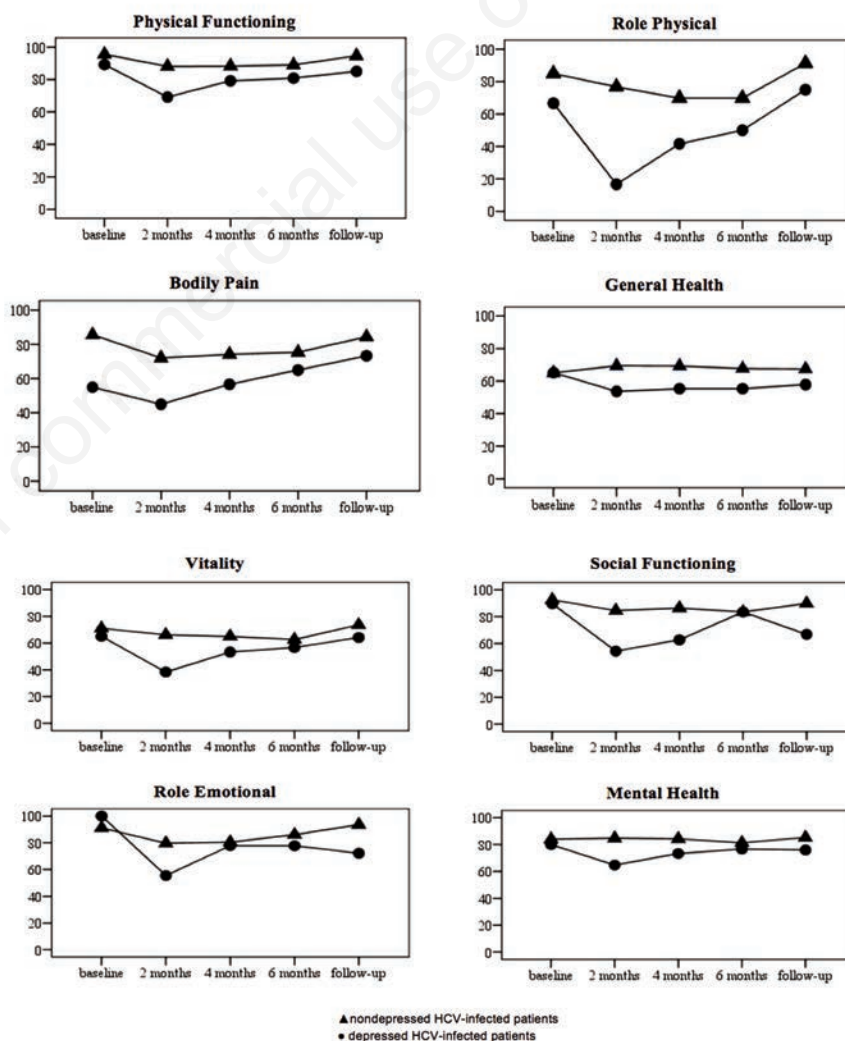 commercial use o
Physical Functioning
100
80
60
40
20
0
baseline 2 months 4 months 6 months follow-up
Role Physical
100
80
60
40
20
0
baseline 2 months 4 months 6 months follow-up
Bodily Pain
100
80
60
40
20
0
baseline 2 months 4 months 6 months follow-up
General Health
100
80
60
40
20
0
baseline 2 months 4 months 6 months follow-up
Vitality
100
80
60
40
20
0
baseline 2 months 4 months 6 months follow-up
Social Functioning
100
80
60
40
20
0
baseline 2 months 4 months 6 months follow-up
Role Emotional
100
80
60
40
20
0
baseline 2 months 4 months 6 months follow-up
Mental Health
100
80
60
40
20
0
baseline 2 months 4 months 6 months follow-up
▲nondepressed HCV-infected patients
● depressed HCV-infected patients